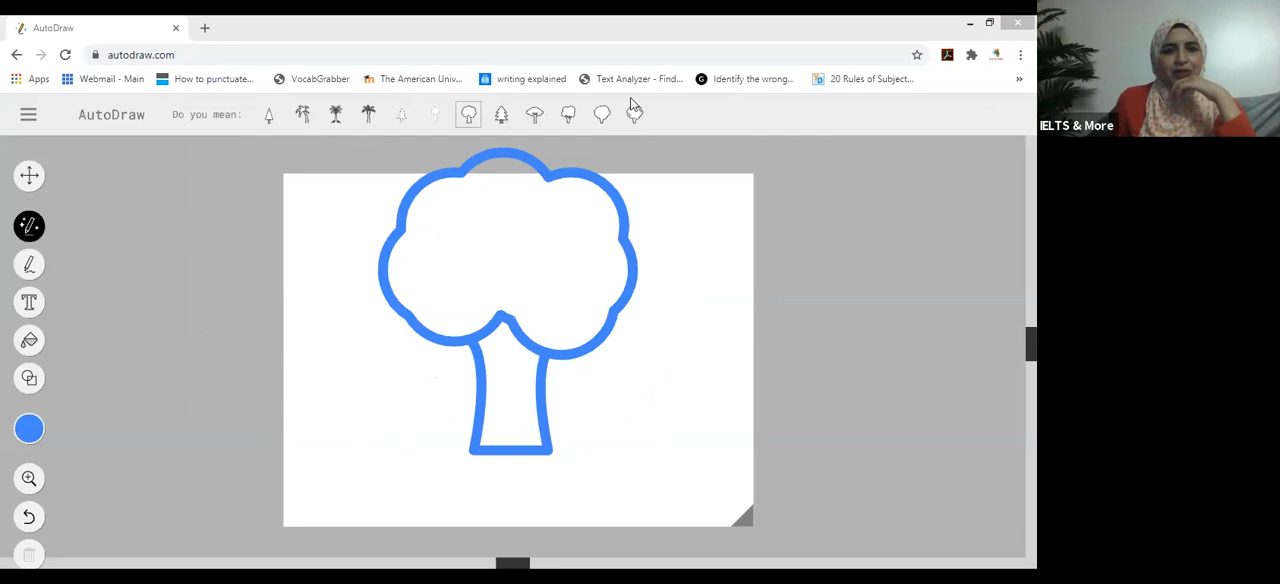 AutoDraw
autodraw.com
Apps Webmail - Main How to punctuate... VocabGrabber The American Univ... writing explained Text Analyzer - Find... G Identify the wrong... 20 Rules of Subject... »
AutoDraw Do you mean:
T
IELTS & More